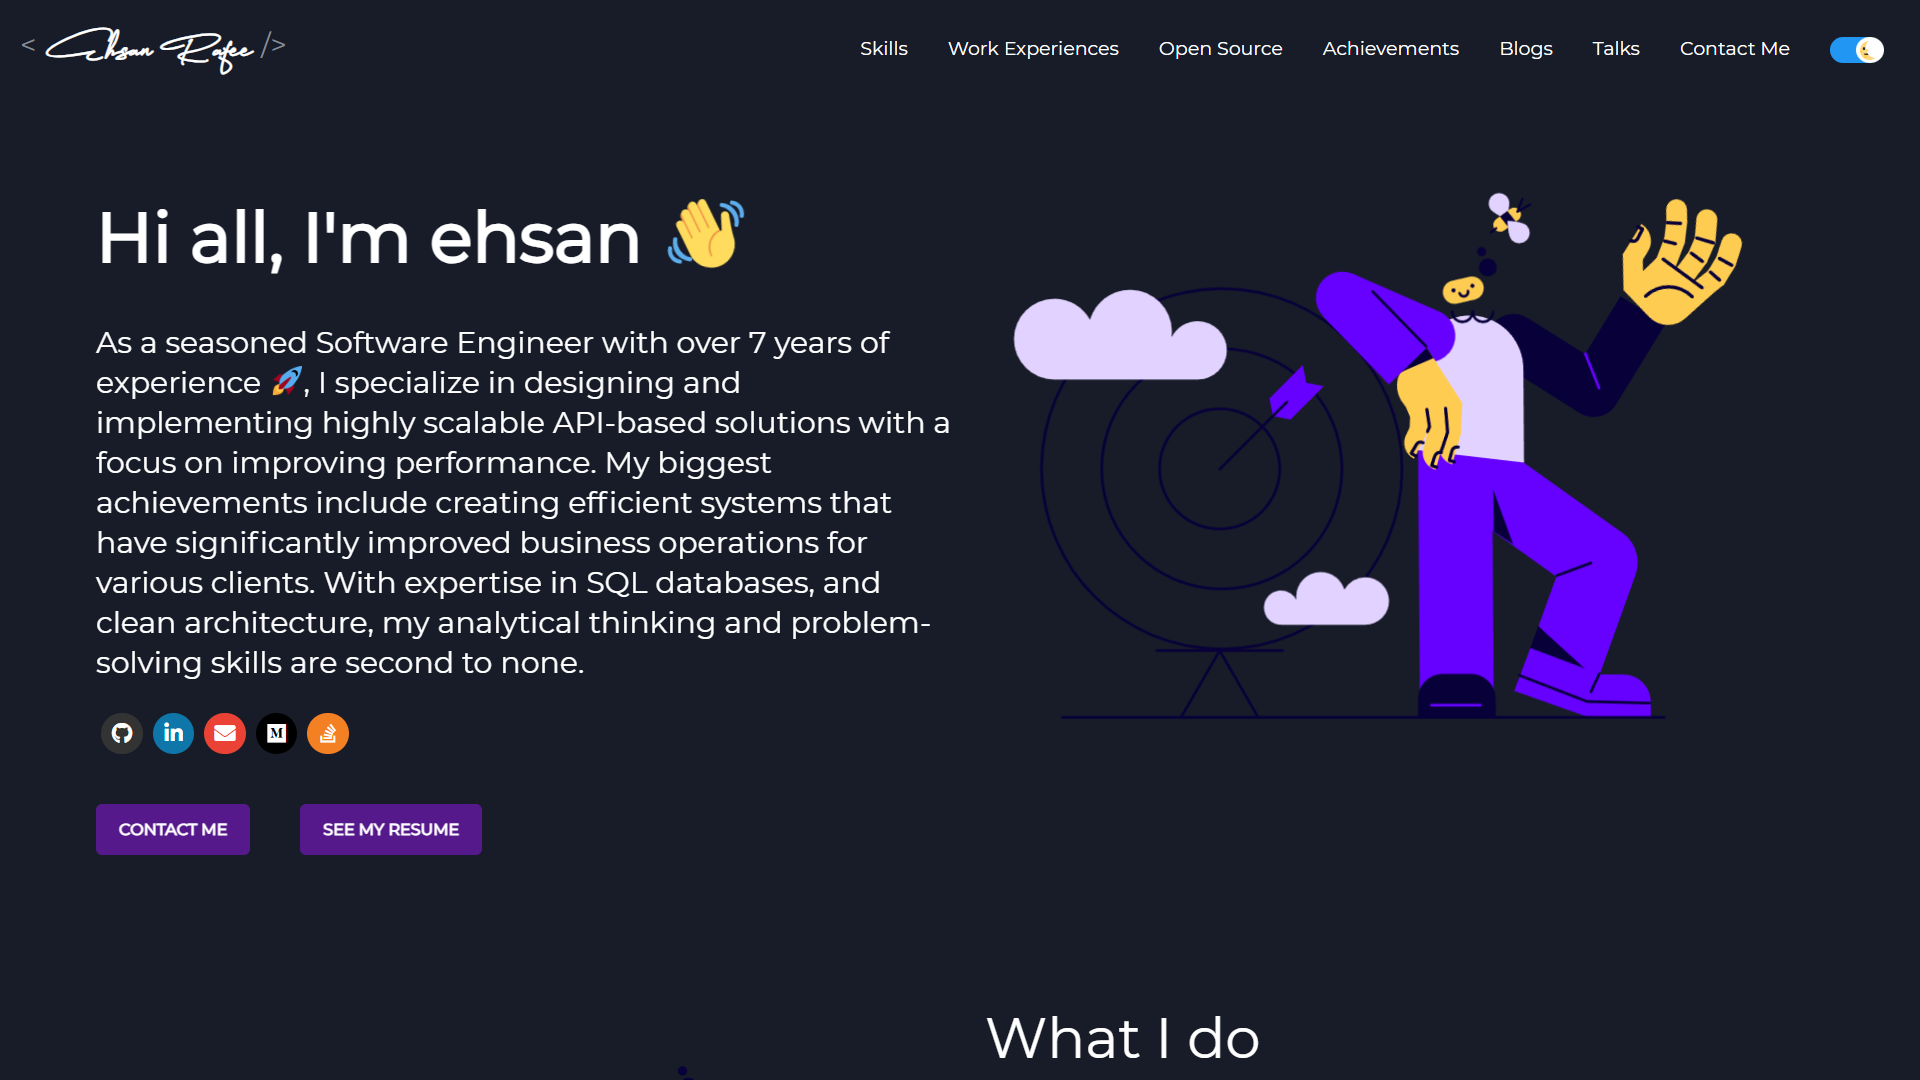 < Ehsan Rafee />
Skills
Work Experiences
Open Source
Achievements
Blogs
Talks
Contact Me
Hi all, I'm ehsan 👋
As a seasoned Software Engineer with over 7 years of
experience 🚀, I specialize in designing and
implementing highly scalable API-based solutions with a
focus on improving performance. My biggest
achievements include creating efficient systems that
have significantly improved business operations for
various clients. With expertise in SQL databases, and
clean architecture, my analytical thinking and problem-
solving skills are second to none.
in
M
CONTACT ME
SEE MY RESUME
What I do